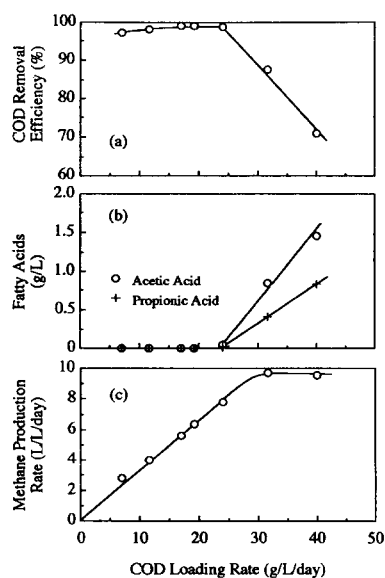 100
90
80
70
60
COD Removal
Efficiency (%)
(a)
2.0
1.5
1.0
0.5
0.0
Fatty Acids
(g/L)
(b)
Acetic Acid
Propionic Acid
10
8
6
4
2
0
Methane Production
Rate (L/L/day)
(c)
0 10 20 30 40 50
COD Loading Rate (g/L/day)